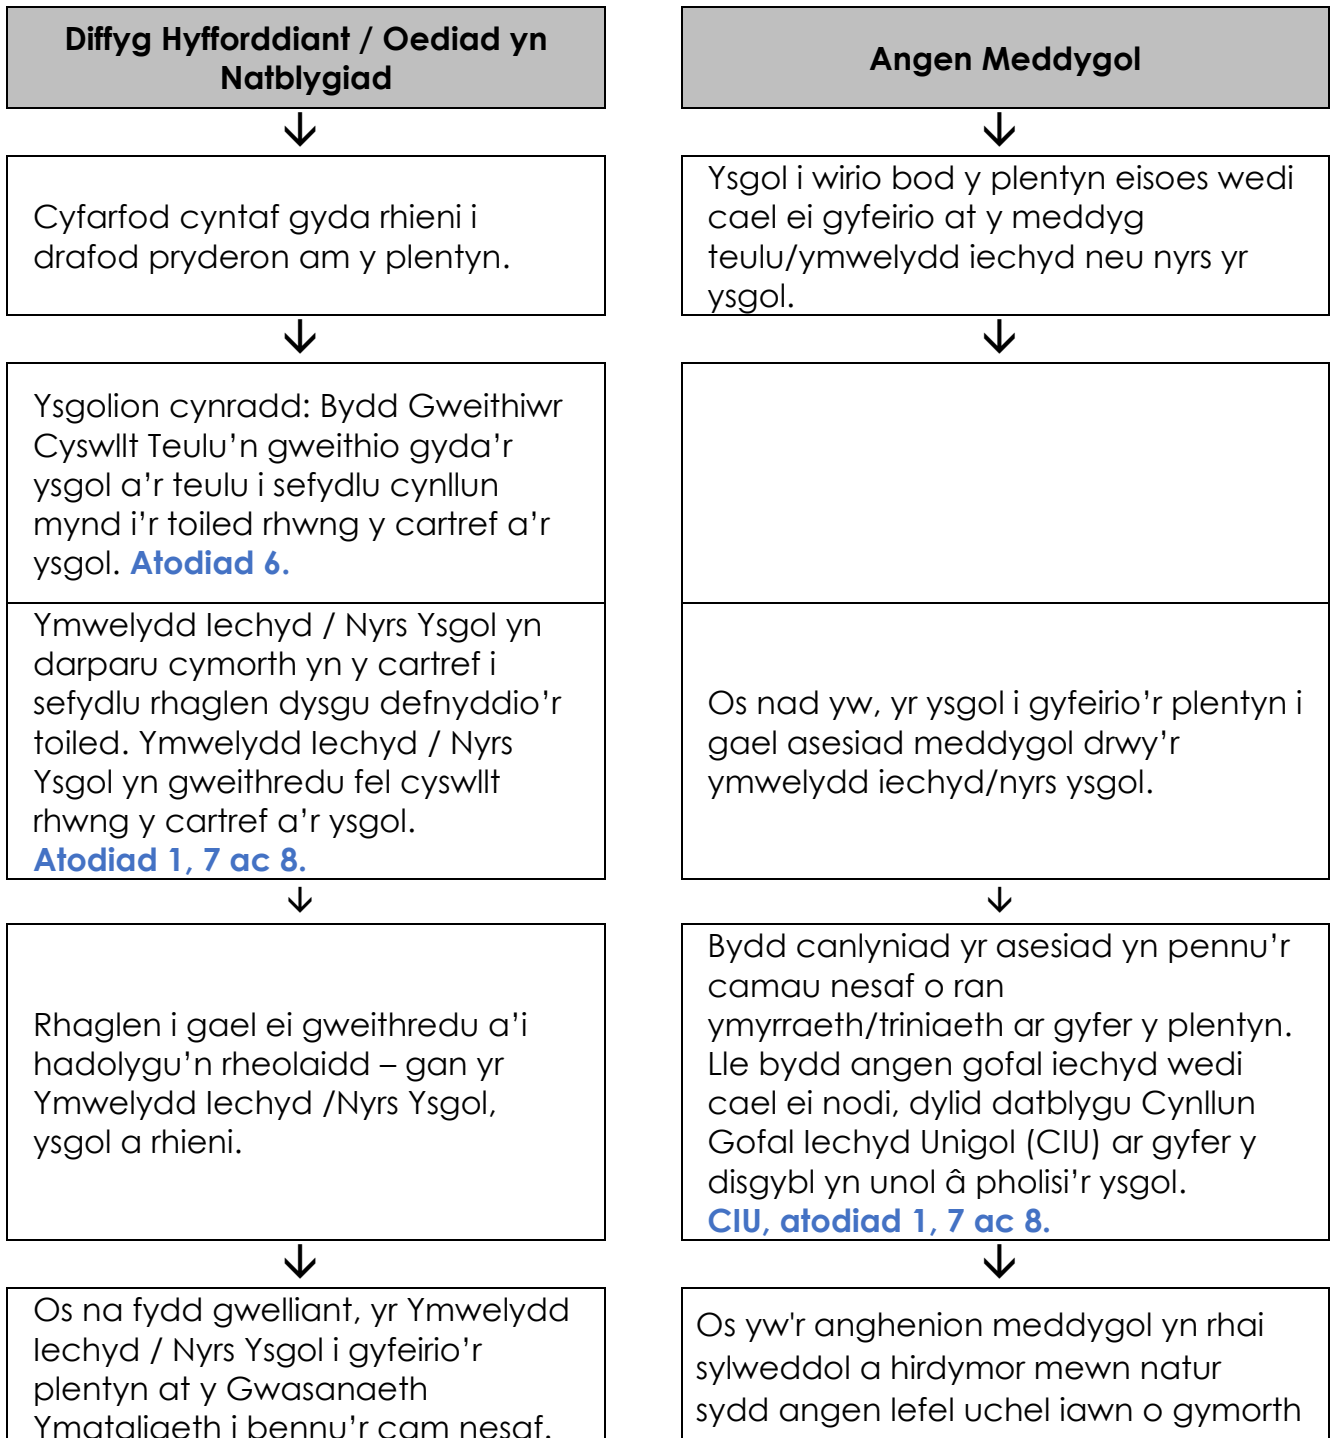 Diffyg Hyfforddiant / Oediad yn
Natblygiad
Cyfarfod cyntaf gyda rhieni i
drafod pryderon am y plentyn.
Ysgolion cynradd: Bydd Gweithiwr
Cyswllt Teulu’n gweithio gyda’r
ysgol a’r teulu i sefydlu cynllun
mynd i’r toiled rhwng y cartref a’r
ysgol. Atodiad 6.
Ymwelydd Iechyd / Nyrs Ysgol yn
darparu cymorth yn y cartref i
sefydlu rhaglen dysgu defnyddio’r
toiled. Ymwelydd Iechyd / Nyrs
Ysgol yn gweithredu fel cyswllt
rhwng y cartref a’r ysgol.
Atodiad 1, 7 ac 8.
Rhaglen i gael ei gweithredu a’i
hadolygu’n rheolaidd – gan yr
Ymwelydd Iechyd /Nyrs Ysgol,
ysgol a rhieni.
Os na fydd gwelliant, yr Ymwelydd
Iechyd / Nyrs Ysgol i gyfeirio’r
plentyn at y Gwasanaeth
Ymataliaeth i bennu’r cam nesaf.
Angen Meddygol
Ysgol i wirio bod y plentyn eisoes wedi
cael ei gyfeirio at y meddyg
teulu/ymwelydd iechyd neu nyrs yr
ysgol.
Os nad yw, yr ysgol i gyfeirio’r plentyn i
gael asesiad meddygol drwy’r
ymwelydd iechyd/nyrs ysgol.
Bydd canlyniad yr asesiad yn pennu’r
camau nesaf o ran
ymyrraeth/triniaeth ar gyfer y plentyn.
Lle bydd angen gofal iechyd wedi
cael ei nodi, dylid datblygu Cynllun
Gofal Iechyd Unigol (CIU) ar gyfer y
disgybl yn unol â pholisi’r ysgol.
CIU, atodiad 1, 7 ac 8.
Os yw'r anghenion meddygol yn rhai
sylweddol a hirdymor mewn natur
sydd angen lefel uchel iawn o gymorth